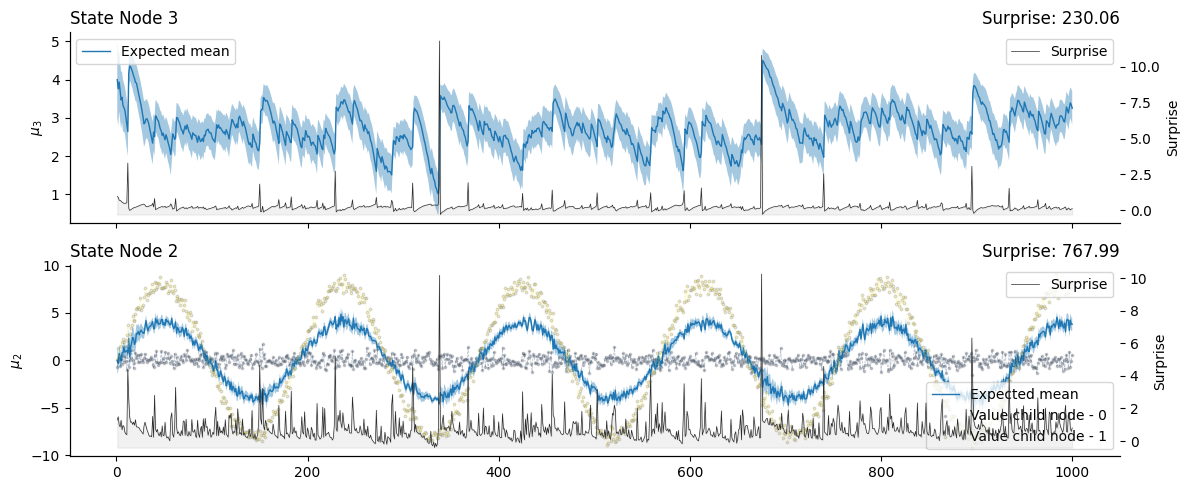 State Node 3 Surprise: 230.06
Expected mean
Surprise
5
4
3
2
1
μ3
10.0
7.5
5.0
2.5
0.0
Surprise
State Node 2 Surprise: 767.99
Surprise
10
5
0
−5
−10
μ2
10
8
6
4
2
0
Surprise
Expected mean
Value child node - 0
Value child node - 1
0 200 400 600 800 1000